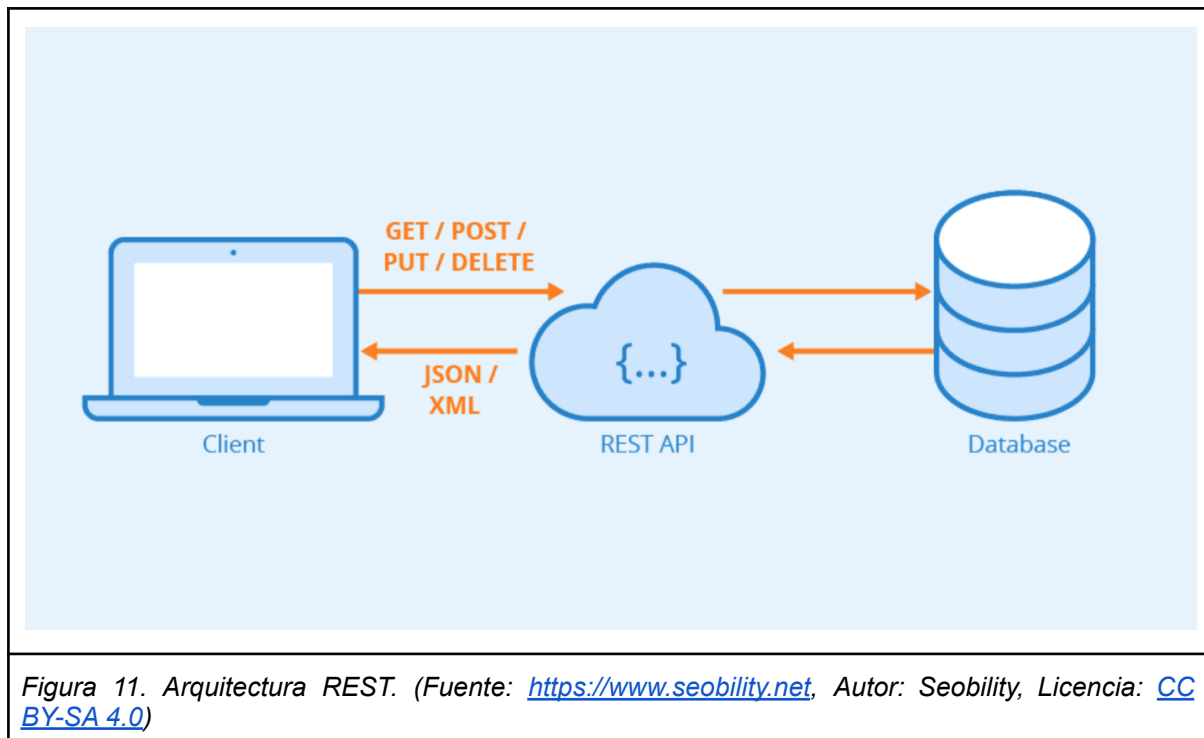 GET / POST /
PUT / DELETE
{...}
JSON /
XML
Client
REST API
Database
Figura 11. Arquitectura REST. (Fuente: https://www.seobility.net, Autor: Seobility, Licencia: CC
BY-SA 4.0)